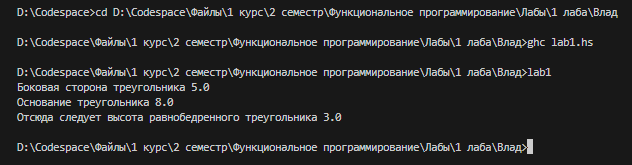 D:\Codespace>cd D:\Codespace\Файлы\1 курс\2 семестр\Функциональное программирование\Лабы\1 лаба\Влад
D:\Codespace\Файлы\1 курс\2 семестр\Функциональное программирование\Лабы\1 лаба\Влад>ghc lab1.hs
D:\Codespace\Файлы\1 курс\2 семестр\Функциональное программирование\Лабы\1 лаба\Влад>lab1
Боковая сторона треугольника 5.0
Основание треугольника 8.0
Отсюда следует высота равнобедренного треугольника 3.0
D:\Codespace\Файлы\1 курс\2 семестр\Функциональное программирование\Лабы\1 лаба\Влад>